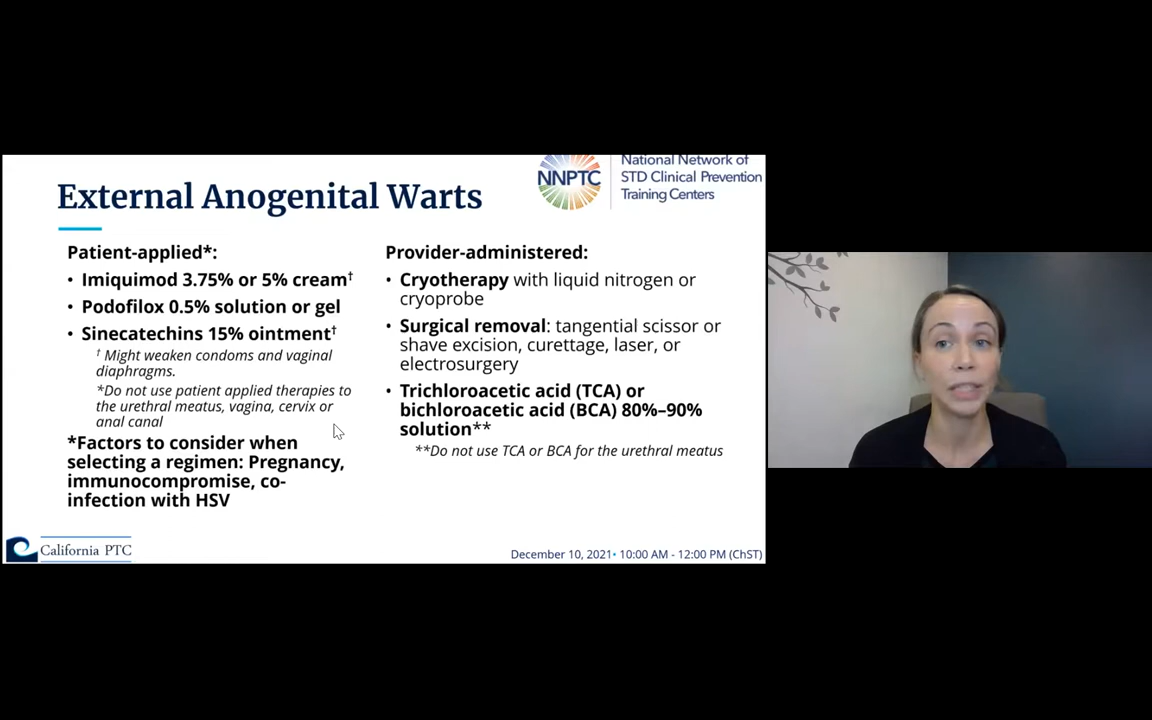 NNPTC
National Network of
STD Clinical Prevention
Training Centers
External Anogenital Warts
Patient-applied*:
• Imiquimod 3.75% or 5% cream†
• Podofilox 0.5% solution or gel
• Sinecatechins 15% ointment†
† Might weaken condoms and vaginal
diaphragms.
*Do not use patient applied therapies to
the urethral meatus, vagina, cervix or
anal canal
*Factors to consider when
selecting a regimen: Pregnancy,
immunocompromise, co-
infection with HSV
Provider-administered:
• Cryotherapy with liquid nitrogen or
cryoprobe
• Surgical removal: tangential scissor or
shave excision, curettage, laser, or
electrosurgery
• Trichloroacetic acid (TCA) or
bichloroacetic acid (BCA) 80%–90%
solution**
**Do not use TCA or BCA for the urethral meatus
California PTC
December 10, 2021• 10:00 AM - 12:00 PM (ChST)